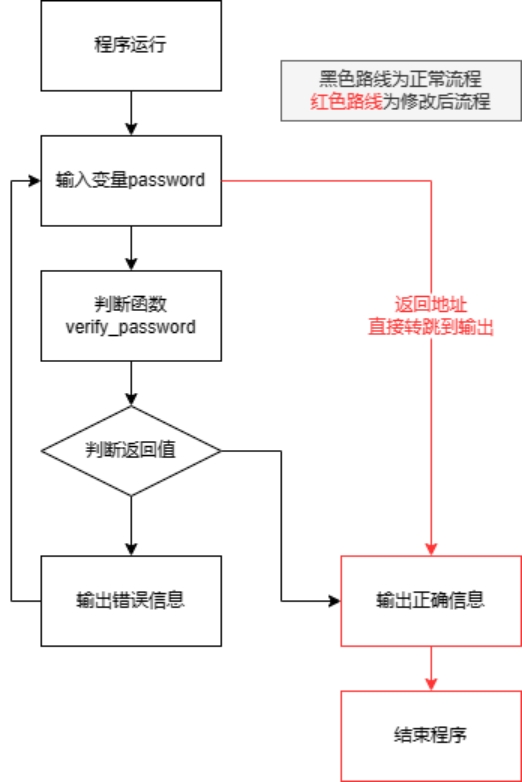 程序运行
黑色路线为正常流程
红色路线为修改后流程
输入变量password
判断函数
verify_password
返回地址
直接转跳到输出
判断返回值
输出错误信息
输出正确信息
结束程序